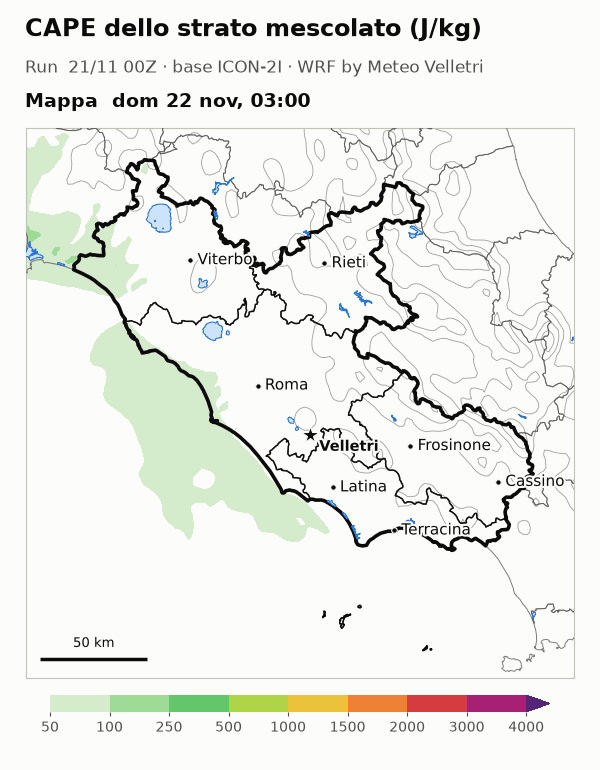 CAPE dello strato mescolato (J/kg)
Run 21/11 00Z · base ICON-2I · WRF by Meteo Velletri
Mappa dom 22 nov, 03:00
Viterbo
Rieti
Roma
Velletri
Frosinone
Cassino
Latina
Terracina
50 km
50 100 250 500 1000 1500 2000 3000 4000